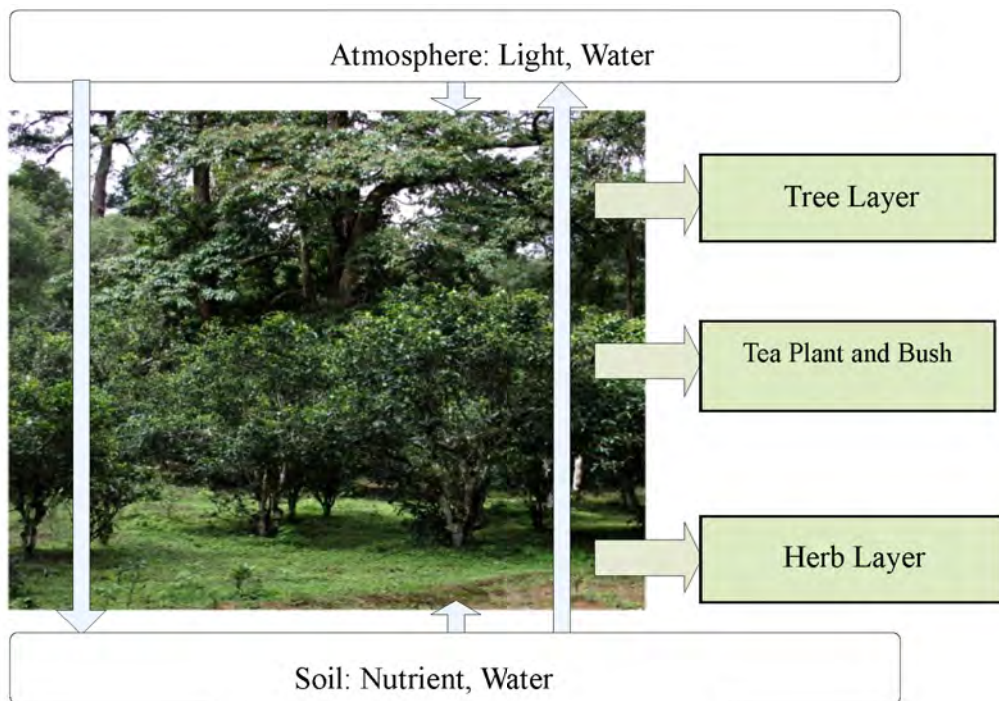 Atmosphere: Light, Water
Tree Layer
Tea Plant and Bush
Herb Layer
Soil: Nutrient, Water